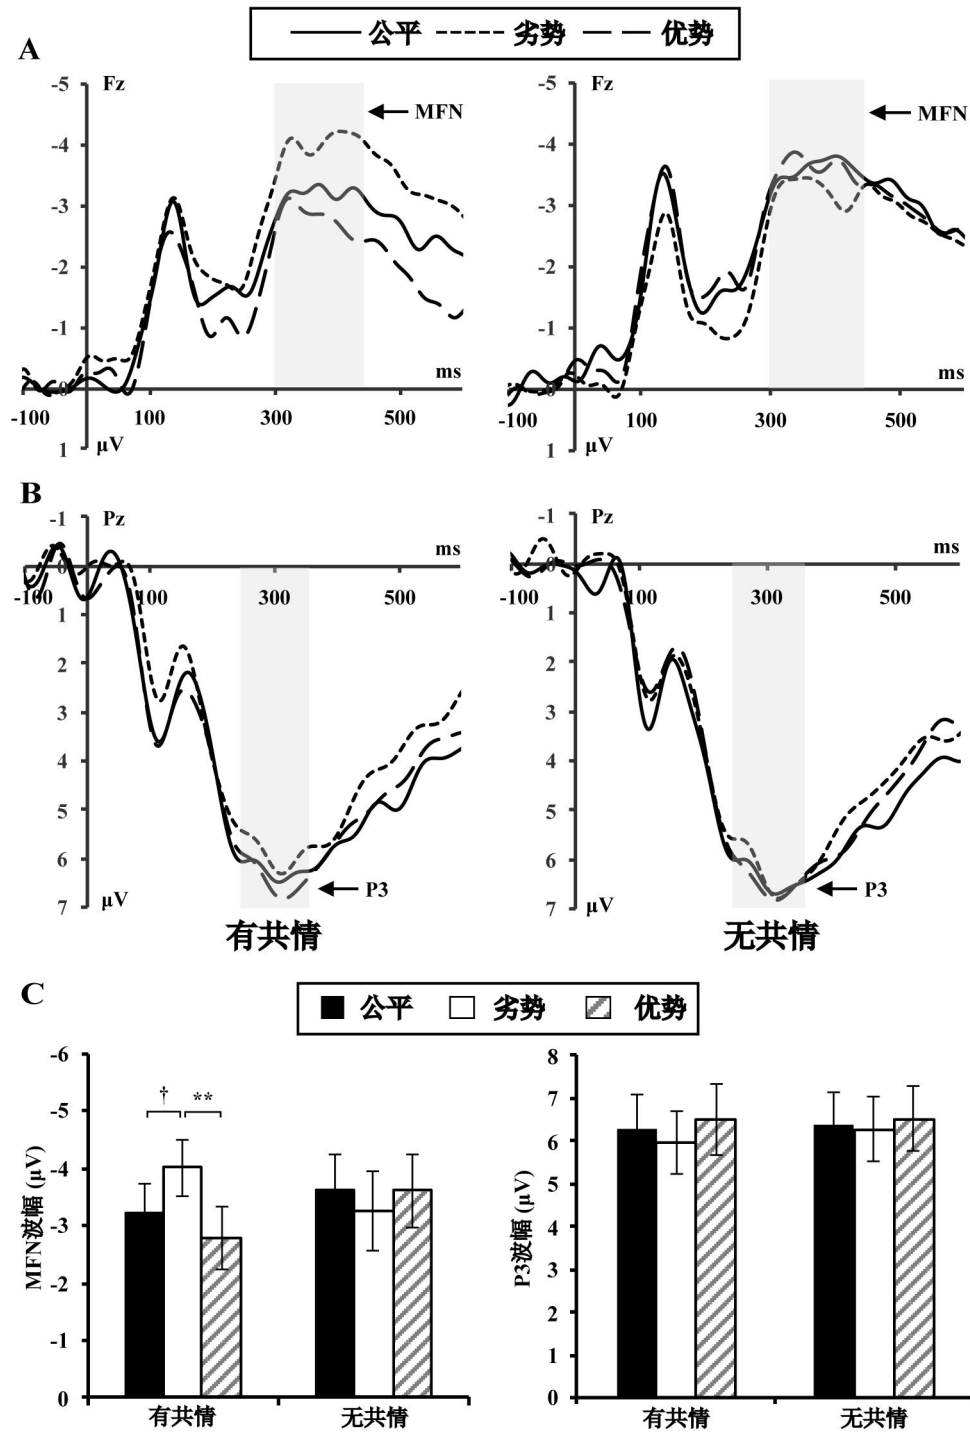 公平 劣势 优势
A
Fz Fz
-5 -5
MFN MFN
-4 -4
-3 -3
-2 -2
-1 -1
ms ms
0 0
-100 100 300 500 -100 100 300 500
1 μV 1 μV
B
Pz Pz
-1 -1
ms ms
0 0
-100 100 300 500 -100 100 300 500
1 1
2 2
3 3
4 4
5 5
6 6
P3 P3
7 μV 7 μV
有共情 无共情
C
公平 劣势 优势
-6 8
† **
-5 7
-4 6
-3 5
MFN波幅 (μV) P3波幅 (μV)
-2 4
-1 3
0 2
1
0
有共情 无共情 有共情 无共情